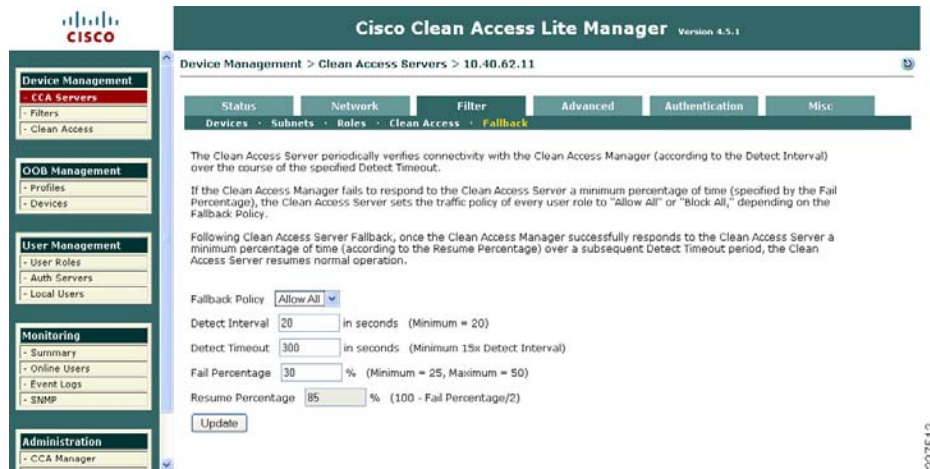 CISCO
Cisco Clean Access Lite Manager Version 4.5.1
Device Management > Clean Access Servers > 10.40.62.11
Device Management
- CCA Servers
- Filters
- Clean Access
OOB Management
- Profiles
- Devices
User Management
- User Roles
- Auth Servers
- Local Users
Monitoring
- Summary
- Online Users
- Event Logs
- SNMP
Administration
- CCA Manager
Status Network Filter Advanced Authentication Misc
Devices · Subnets · Roles · Clean Access · Fallback
The Clean Access Server periodically verifies connectivity with the Clean Access Manager (according to the Detect Interval)
over the course of the specified Detect Timeout.
If the Clean Access Manager fails to respond to the Clean Access Server a minimum percentage of time (specified by the Fail
Percentage), the Clean Access Server sets the traffic policy of every user role to "Allow All" or "Block All," depending on the
Fallback Policy.
Following Clean Access Server Fallback, once the Clean Access Manager successfully responds to the Clean Access Server a
minimum percentage of time (according to the Resume Percentage) over a subsequent Detect Timeout period, the Clean
Access Server resumes normal operation.
Fallback Policy Allow All
Detect Interval 20 in seconds (Minimum = 20)
Detect Timeout 300 in seconds (Minimum 15x Detect Interval)
Fail Percentage 30 % (Minimum = 25, Maximum = 50)
Resume Percentage 85 % (100 - Fail Percentage/2)
Update